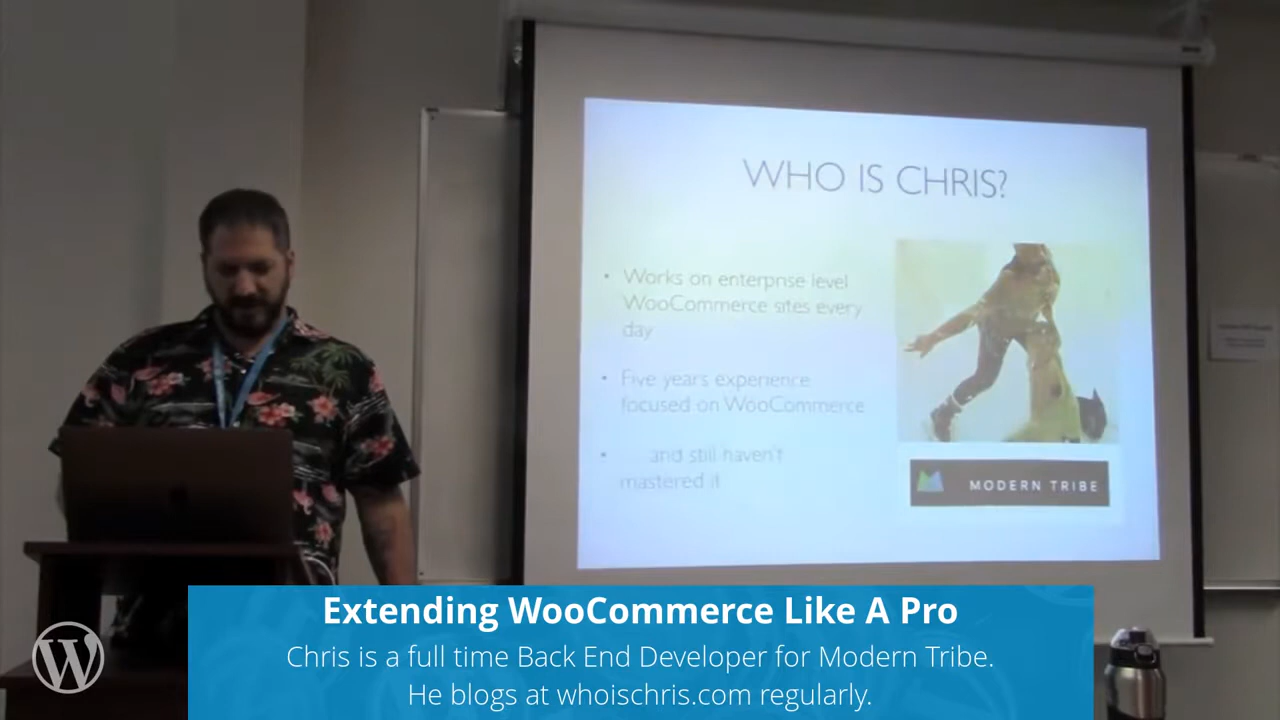 WHO IS CHRIS?
• Works on enterprise level
WooCommerce sites every
day
• Five years experience
focused on WooCommerce
• and still haven't
mastered it
MODERN TRIBE
Extending WooCommerce Like A Pro
Chris is a full time Back End Developer for Modern Tribe.
He blogs at whoischris.com regularly.